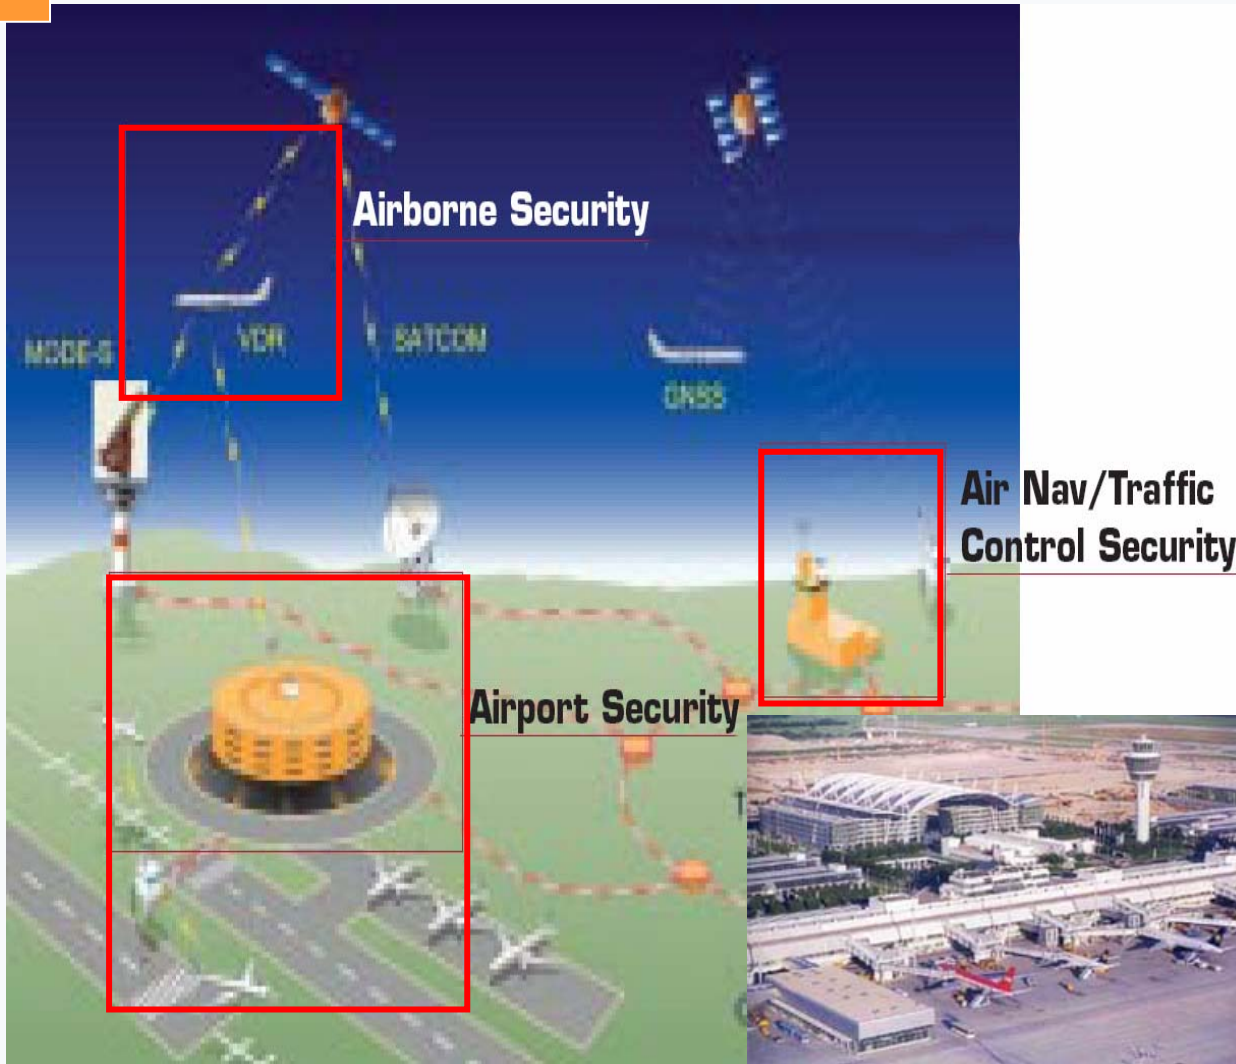 Airborne Security
MODE-S
VDR
SATCOM
GNSS
Air Nav/Traffic
Control Security
Airport Security